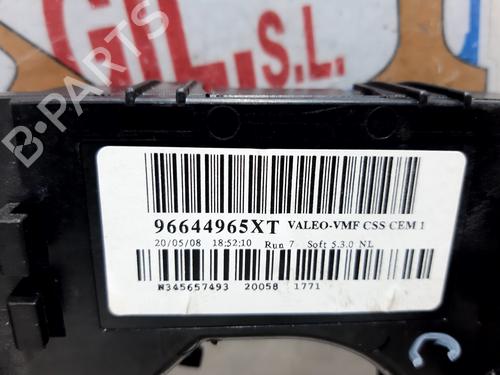 GIL,S.L.
B-PARTS
96644965XT VALEO-VMF CSS CEM 1
20/05/08 18:52:10 Run 7 Soft 5.3.0 NL
N345657493 20058 1771